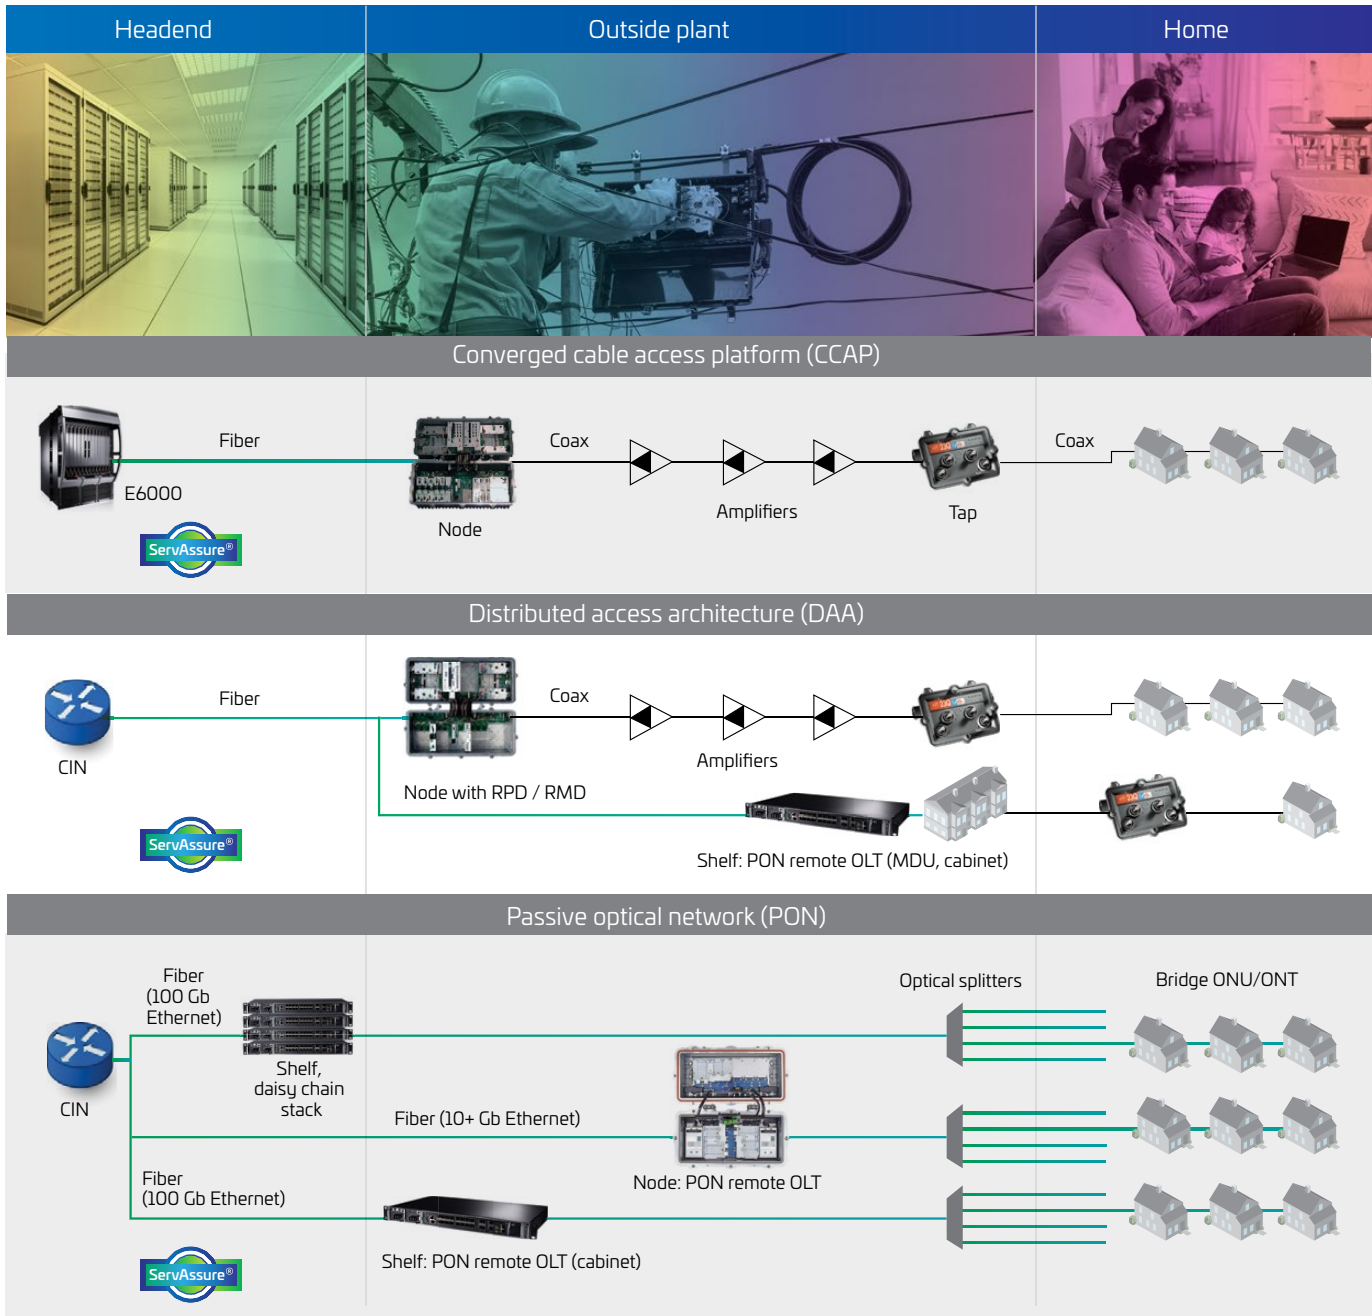 Headend
Outside plant
Home
Converged cable access platform (CCAP)
Fiber
Coax
Coax
E6000
Node
Amplifiers
Tap
ServAssure®
Distributed access architecture (DAA)
Fiber
Coax
CIN
Amplifiers
Node with RPD / RMD
ServAssure®
Shelf: PON remote OLT (MDU, cabinet)
Passive optical network (PON)
Fiber
(100 Gb
Ethernet)
Optical splitters
Bridge ONU/ONT
CIN
Shelf,
daisy chain
stack
Fiber (10+ Gb Ethernet)
Fiber
(100 Gb Ethernet)
Node: PON remote OLT
Shelf: PON remote OLT (cabinet)
ServAssure®